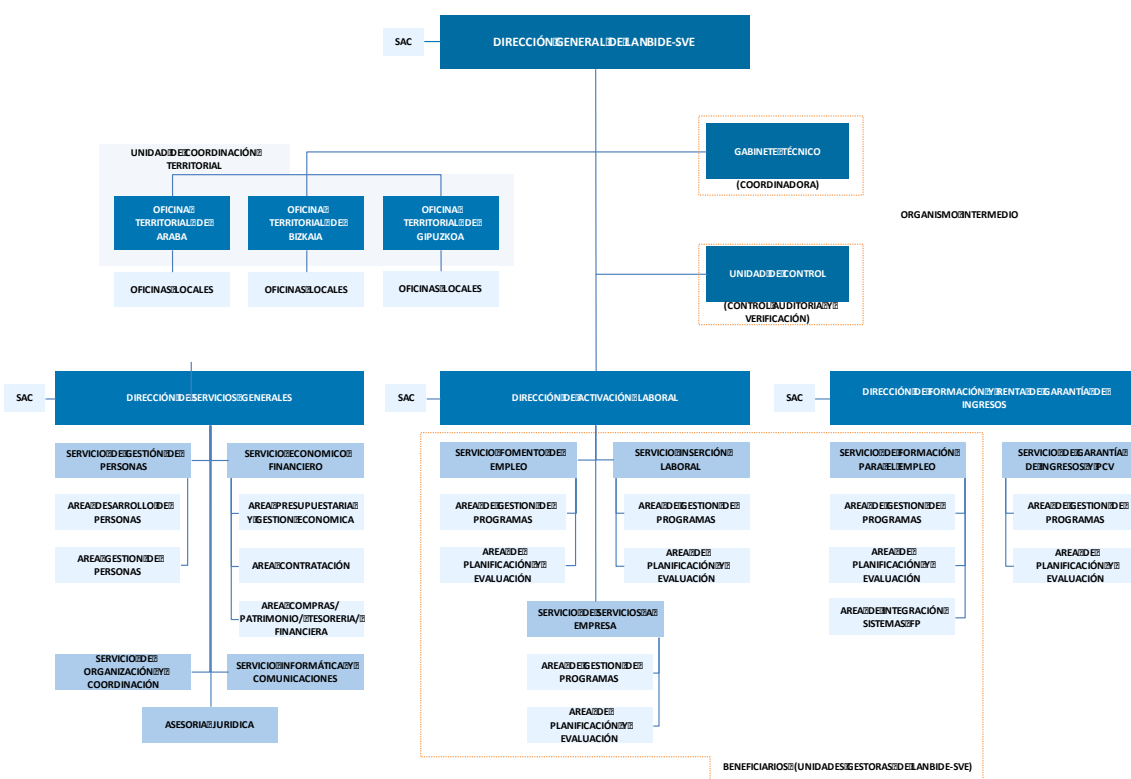 SAC
DIRECCIÓN GENERAL DE LANBIDE-SVE
UNIDAD DE COORDINACIÓN
TERRITORIAL
GABINETE TÉCNICO
(COORDINADORA)
OFICINA
TERRITORIAL DE
ARABA
OFICINA
TERRITORIAL DE
BIZKAIA
OFICINA
TERRITORIAL DE
GIPUZKOA
ORGANISMO INTERMEDIO
OFICINAS LOCALES
OFICINAS LOCALES
OFICINAS LOCALES
UNIDAD DE CONTROL
(CONTROL AUDITORIA Y
VERIFICACIÓN)
SAC
DIRECCIÓN DE SERVICIOS GENERALES
SAC
DIRECCIÓN DE ACTIVACIÓN LABORAL
SAC
DIRECCIÓN DE FORMACIÓN Y RENTA DE GARANTÍA DE
INGRESOS
SERVICIO DE GESTIÓN DE
PERSONAS
SERVICIO ECONOMICO
FINANCIERO
SERVICIO FOMENTO DE
EMPLEO
SERVICIO INSERCIÓN
LABORAL
SERVICIO DE FORMACIÓN
PARA EL EMPLEO
SERVICIO DE GARANTÍA
DE INGRESOS Y PCV
AREA DESARROLLO DE
PERSONAS
AREA PRESUPUESTARIA
Y GESTION ECONOMICA
AREA DE GESTION DE
PROGRAMAS
AREA DE GESTION DE
PROGRAMAS
AREA DE GESTION DE
PROGRAMAS
AREA DE GESTION DE
PROGRAMAS
AREA GESTION DE
PERSONAS
AREA CONTRATACIÓN
AREA DE
PLANIFICACIÓN Y
EVALUACIÓN
AREA DE
PLANIFICACIÓN Y
EVALUACIÓN
AREA DE
PLANIFICACIÓN Y
EVALUACIÓN
AREA DE
PLANIFICACIÓN Y
EVALUACIÓN
AREA COMPRAS/
PATRIMONIO/ TESORERIA/
FINANCIERA
SERVICIO DE SERVICIOS A
EMPRESA
AREA DE INTEGRACIÓN
SISTEMAS FP
SERVICIO DE
ORGANIZACIÓN Y
COORDINACIÓN
SERVICIO INFORMÁTICA Y
COMUNICACIONES
AREA DE GESTION DE
PROGRAMAS
ASESORIA JURIDICA
AREA DE
PLANIFICACIÓN Y
EVALUACIÓN
BENEFICIARIOS (UNIDADES GESTORAS DE LANBIDE-SVE)